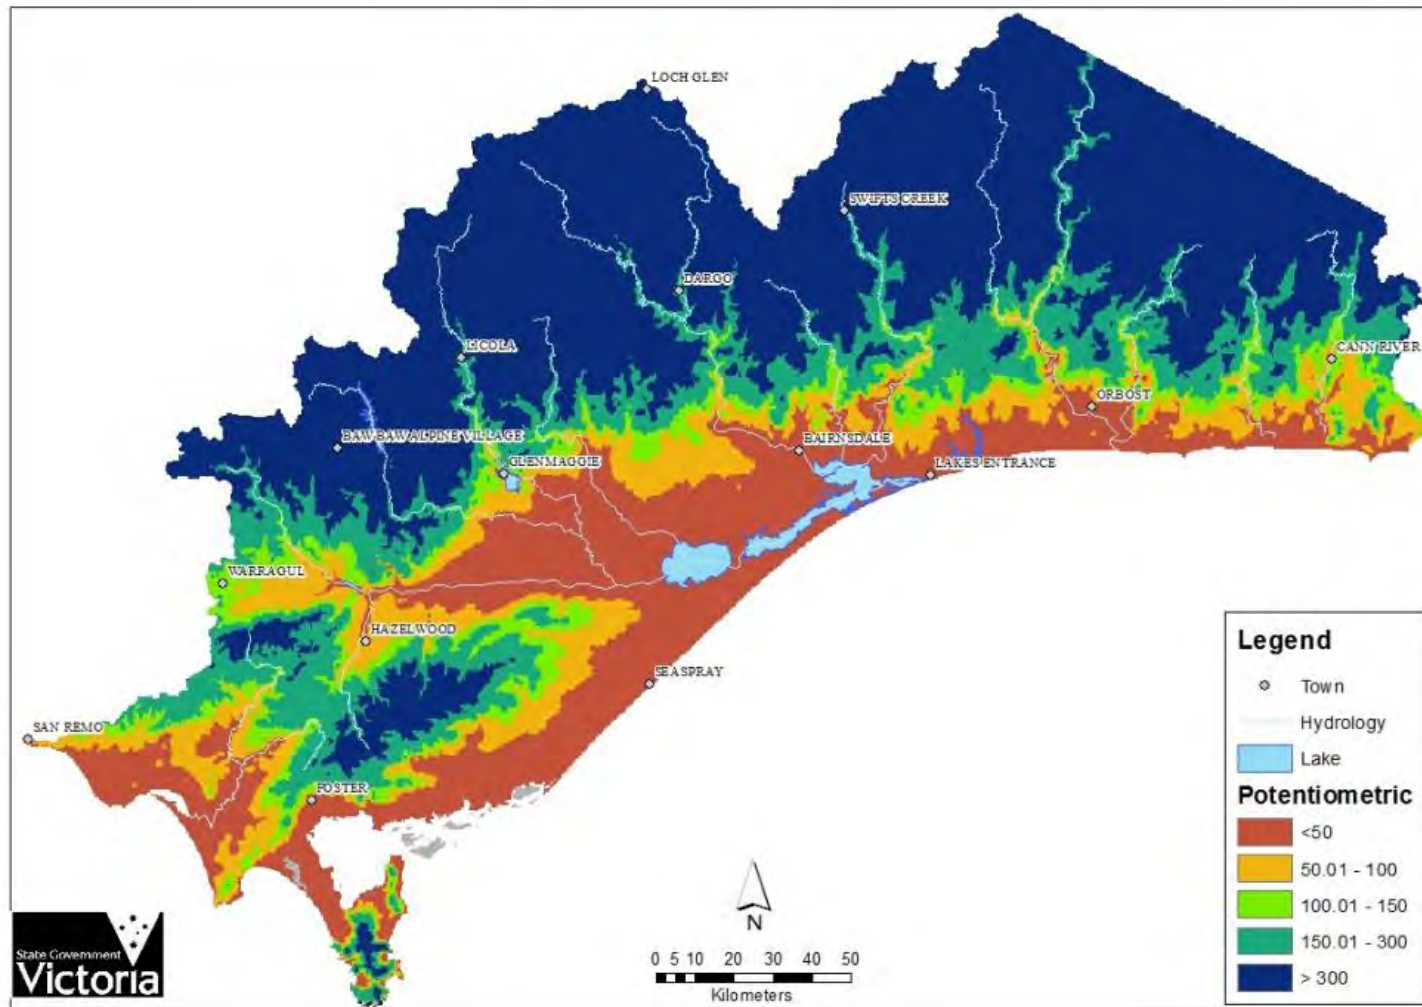 LOCH GLEN
SWIFTS CREEK
DARGO
LICOLA
CANN RIVER
ORBOST
BAW BAW ALPINE VILLAGE
BAIRNSDALE
GLENMAGGIE
LAKES ENTRANCE
WARRAGUL
HAZELWOOD
SEASPRAY
SAN REMO
FOSTER
Legend
Town
Hydrology
Lake
Potentiometric
<50
50.01 - 100
100.01 - 150
150.01 - 300
> 300
N
0 5 10 20 30 40 50
Kilometers
State Government
Victoria